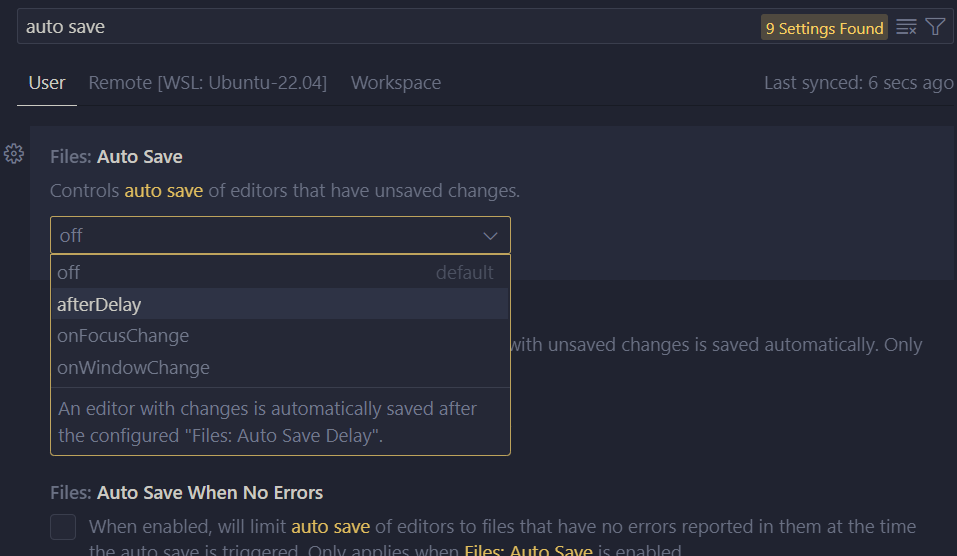 auto save
9 Settings Found
User Remote [WSL: Ubuntu-22.04] Workspace Last synced: 6 secs ago
Files: Auto Save
Controls auto save of editors that have unsaved changes.
off
off default
afterDelay
onFocusChange
with unsaved changes is saved automatically. Only
onWindowChange
An editor with changes is automatically saved after
the configured "Files: Auto Save Delay".
Files: Auto Save When No Errors
When enabled, will limit auto save of editors to files that have no errors reported in them at the time
the auto save is triggered. Only applies when Files: Auto Save is enabled.